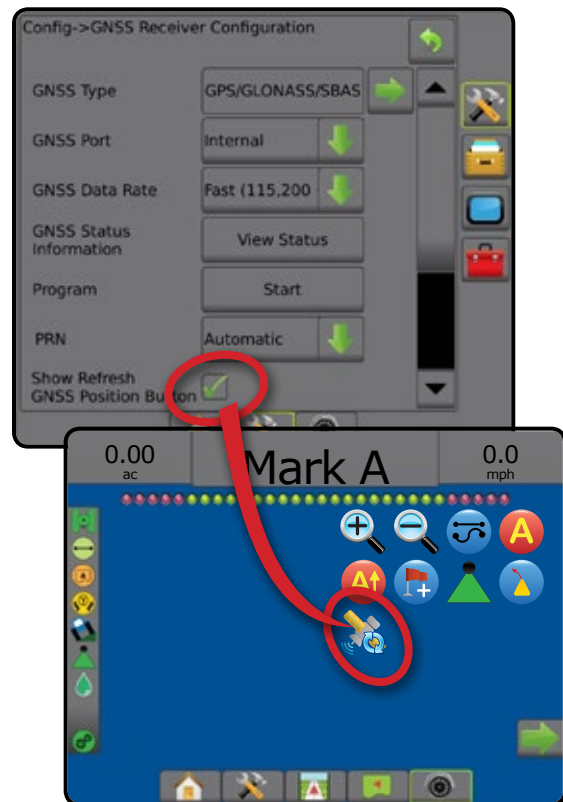 Config->GNSS Receiver Configuration
GNSS Type
GPS/GLONASS/SBAS
GNSS Port
Internal
GNSS Data Rate
Fast (115,200
GNSS Status
Information
View Status
Program
Start
PRN
Automatic
Show Refresh
GNSS Position Button
0.00
ac
Mark A
0.0
mph
A
A